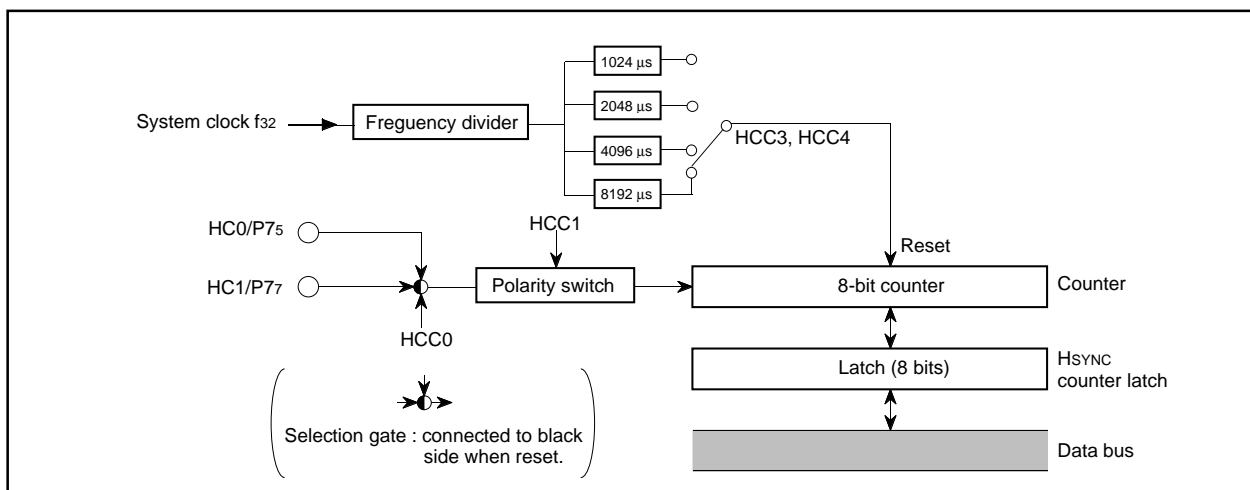 1024 µs
2048 µs
System clock f32
Freguency divider
HCC3, HCC4
4096 µs
8192 µs
HC0/P75
HCC1
Reset
HC1/P77
Polarity switch
8-bit counter
Counter
HCC0
Latch (8 bits)
HSYNC
counter latch
Selection gate : connected to black
side when reset.
Data bus